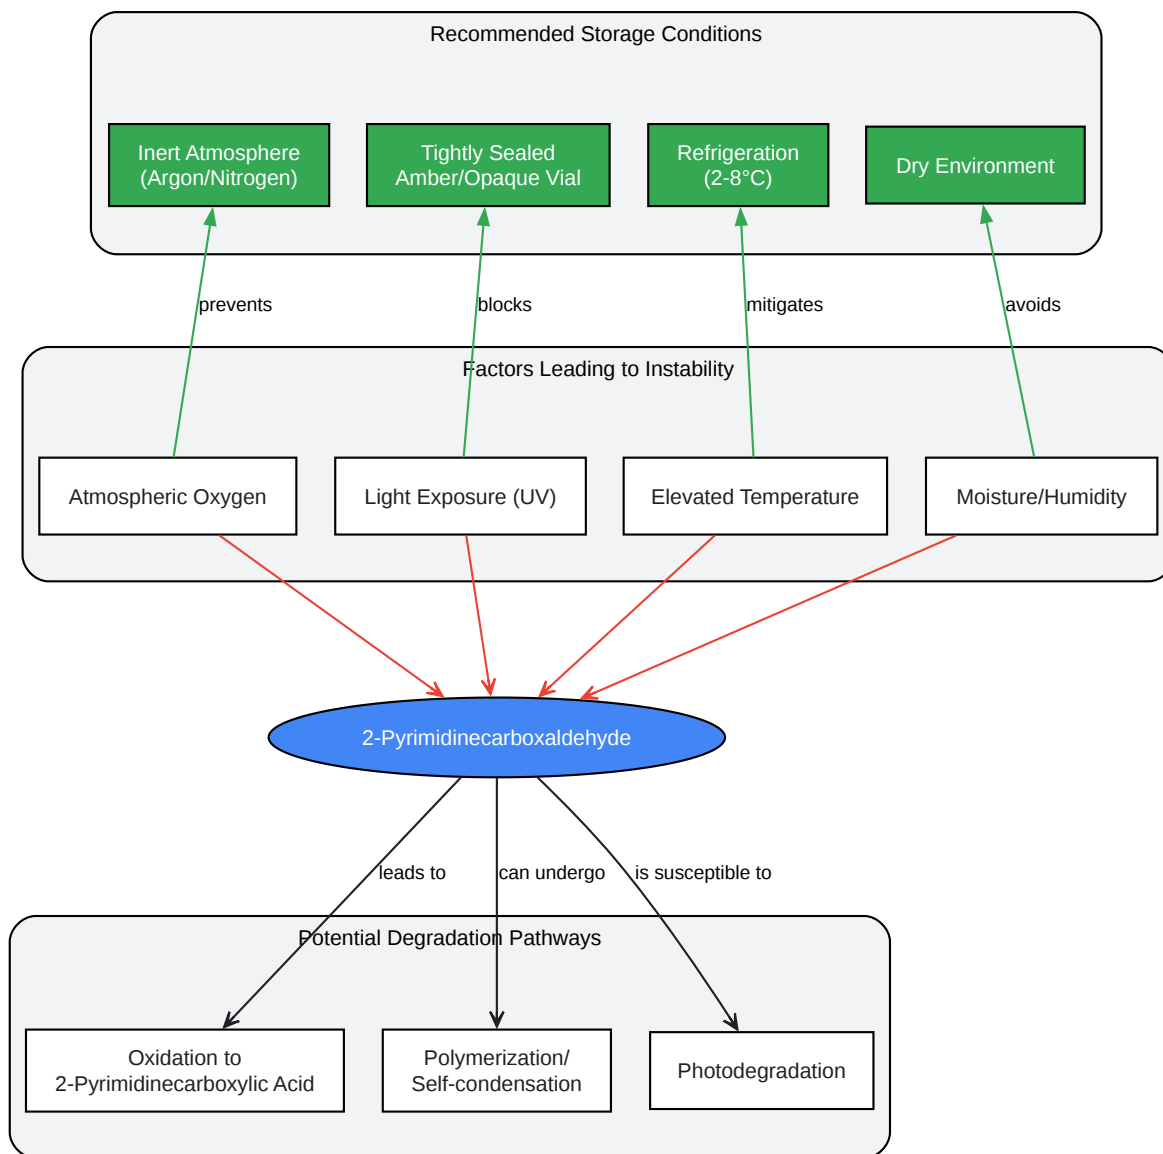 Recommended Storage Conditions
Inert Atmosphere
(Argon/Nitrogen)
Tightly Sealed
Amber/Opaque Vial
Refrigeration
(2-8°C)
Dry Environment
prevents
blocks
mitigates
avoids
Factors Leading to Instability
Atmospheric Oxygen
Light Exposure (UV)
Elevated Temperature
Moisture/Humidity
2-Pyrimidinecarboxaldehyde
leads to
can undergo
is susceptible to
Potential Degradation Pathways
Oxidation to
2-Pyrimidinecarboxylic Acid
Polymerization/
Self-condensation
Photodegradation